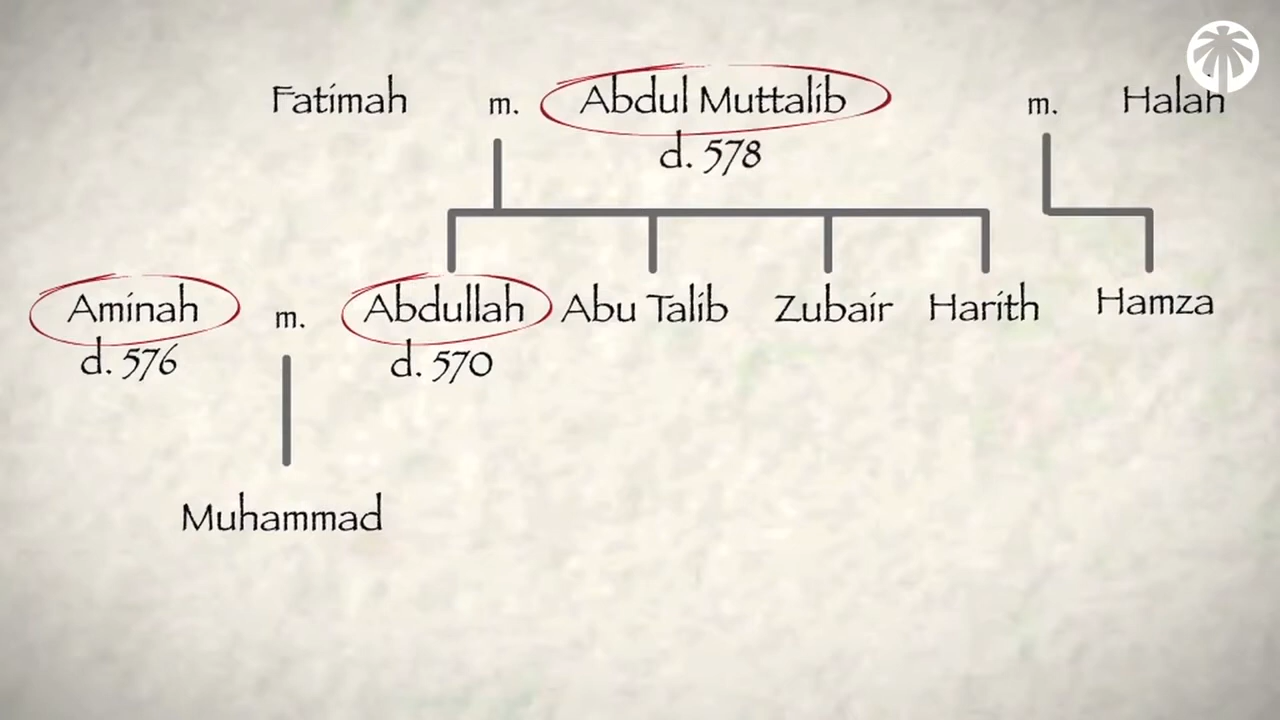 Fatimah m. Abdul Muttalib m. Halah
d. 578
Aminah m. Abdullah Abu Talib Zubair Harith Hamza
d. 576 d. 570
Muhammad